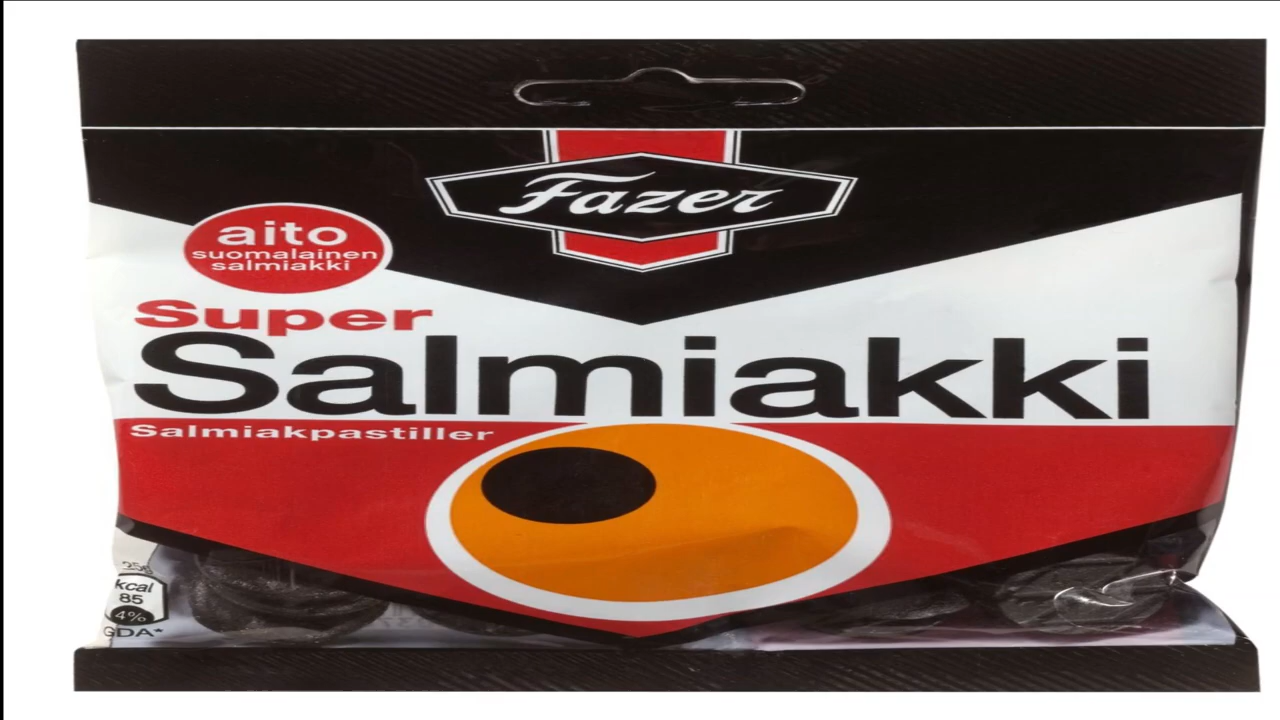 Fazer
aito
suomalainen
salmiakki
Super
Salmiakki
Salmiakpastiller
kcal
85
4%
GDA*